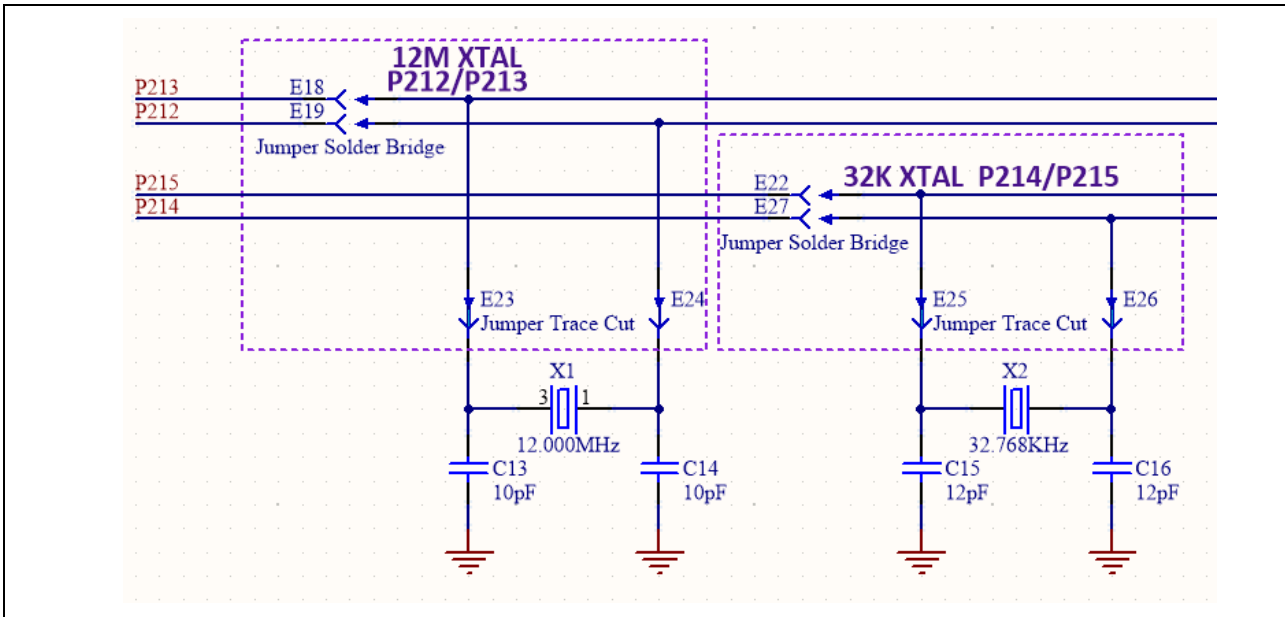 12M XTAL
P212/P213
P213
E18
P212
E19
Jumper Solder Bridge
P215
E22
32K XTAL P214/P215
P214
E27
Jumper Solder Bridge
E23
E24
Jumper Trace Cut
E25
E26
Jumper Trace Cut
X1
3
1
12.000MHz
X2
32.768KHz
C13
10pF
C14
10pF
C15
12pF
C16
12pF